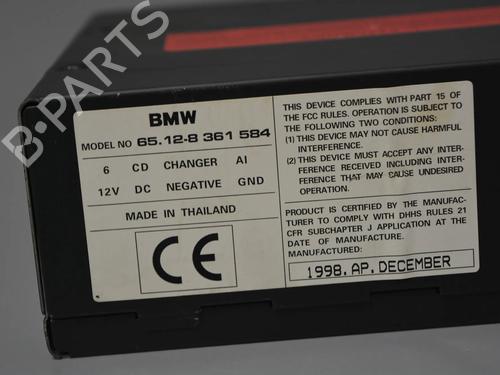 B-PARTS
BMW
MODEL NO 65.12-8 361 584
6 CD CHANGER AI
12V DC NEGATIVE GND
MADE IN THAILAND
CE
THIS DEVICE COMPLIES WITH PART 15 OF
THE FCC RULES. OPERATION IS SUBJECT TO
THE FOLLOWING TWO CONDITIONS:
(1) THIS DEVICE MAY NOT CAUSE HARMFUL
INTERFERENCE.
(2) THIS DEVICE MUST ACCEPT ANY INTER-
FERENCE RECEIVED INCLUDING INTER-
FERENCE THAT MAY CAUSE UNDESIRED
OPERATION.
PRODUCT IS CERTIFIED BY THE MANUFAC-
TURER TO COMPLY WITH DHHS RULES 21
CFR SUBCHAPTER J APPLICATION AT THE
DATE OF MANUFACTURE.
MANUFACTURED:
1998.AP.DECEMBER